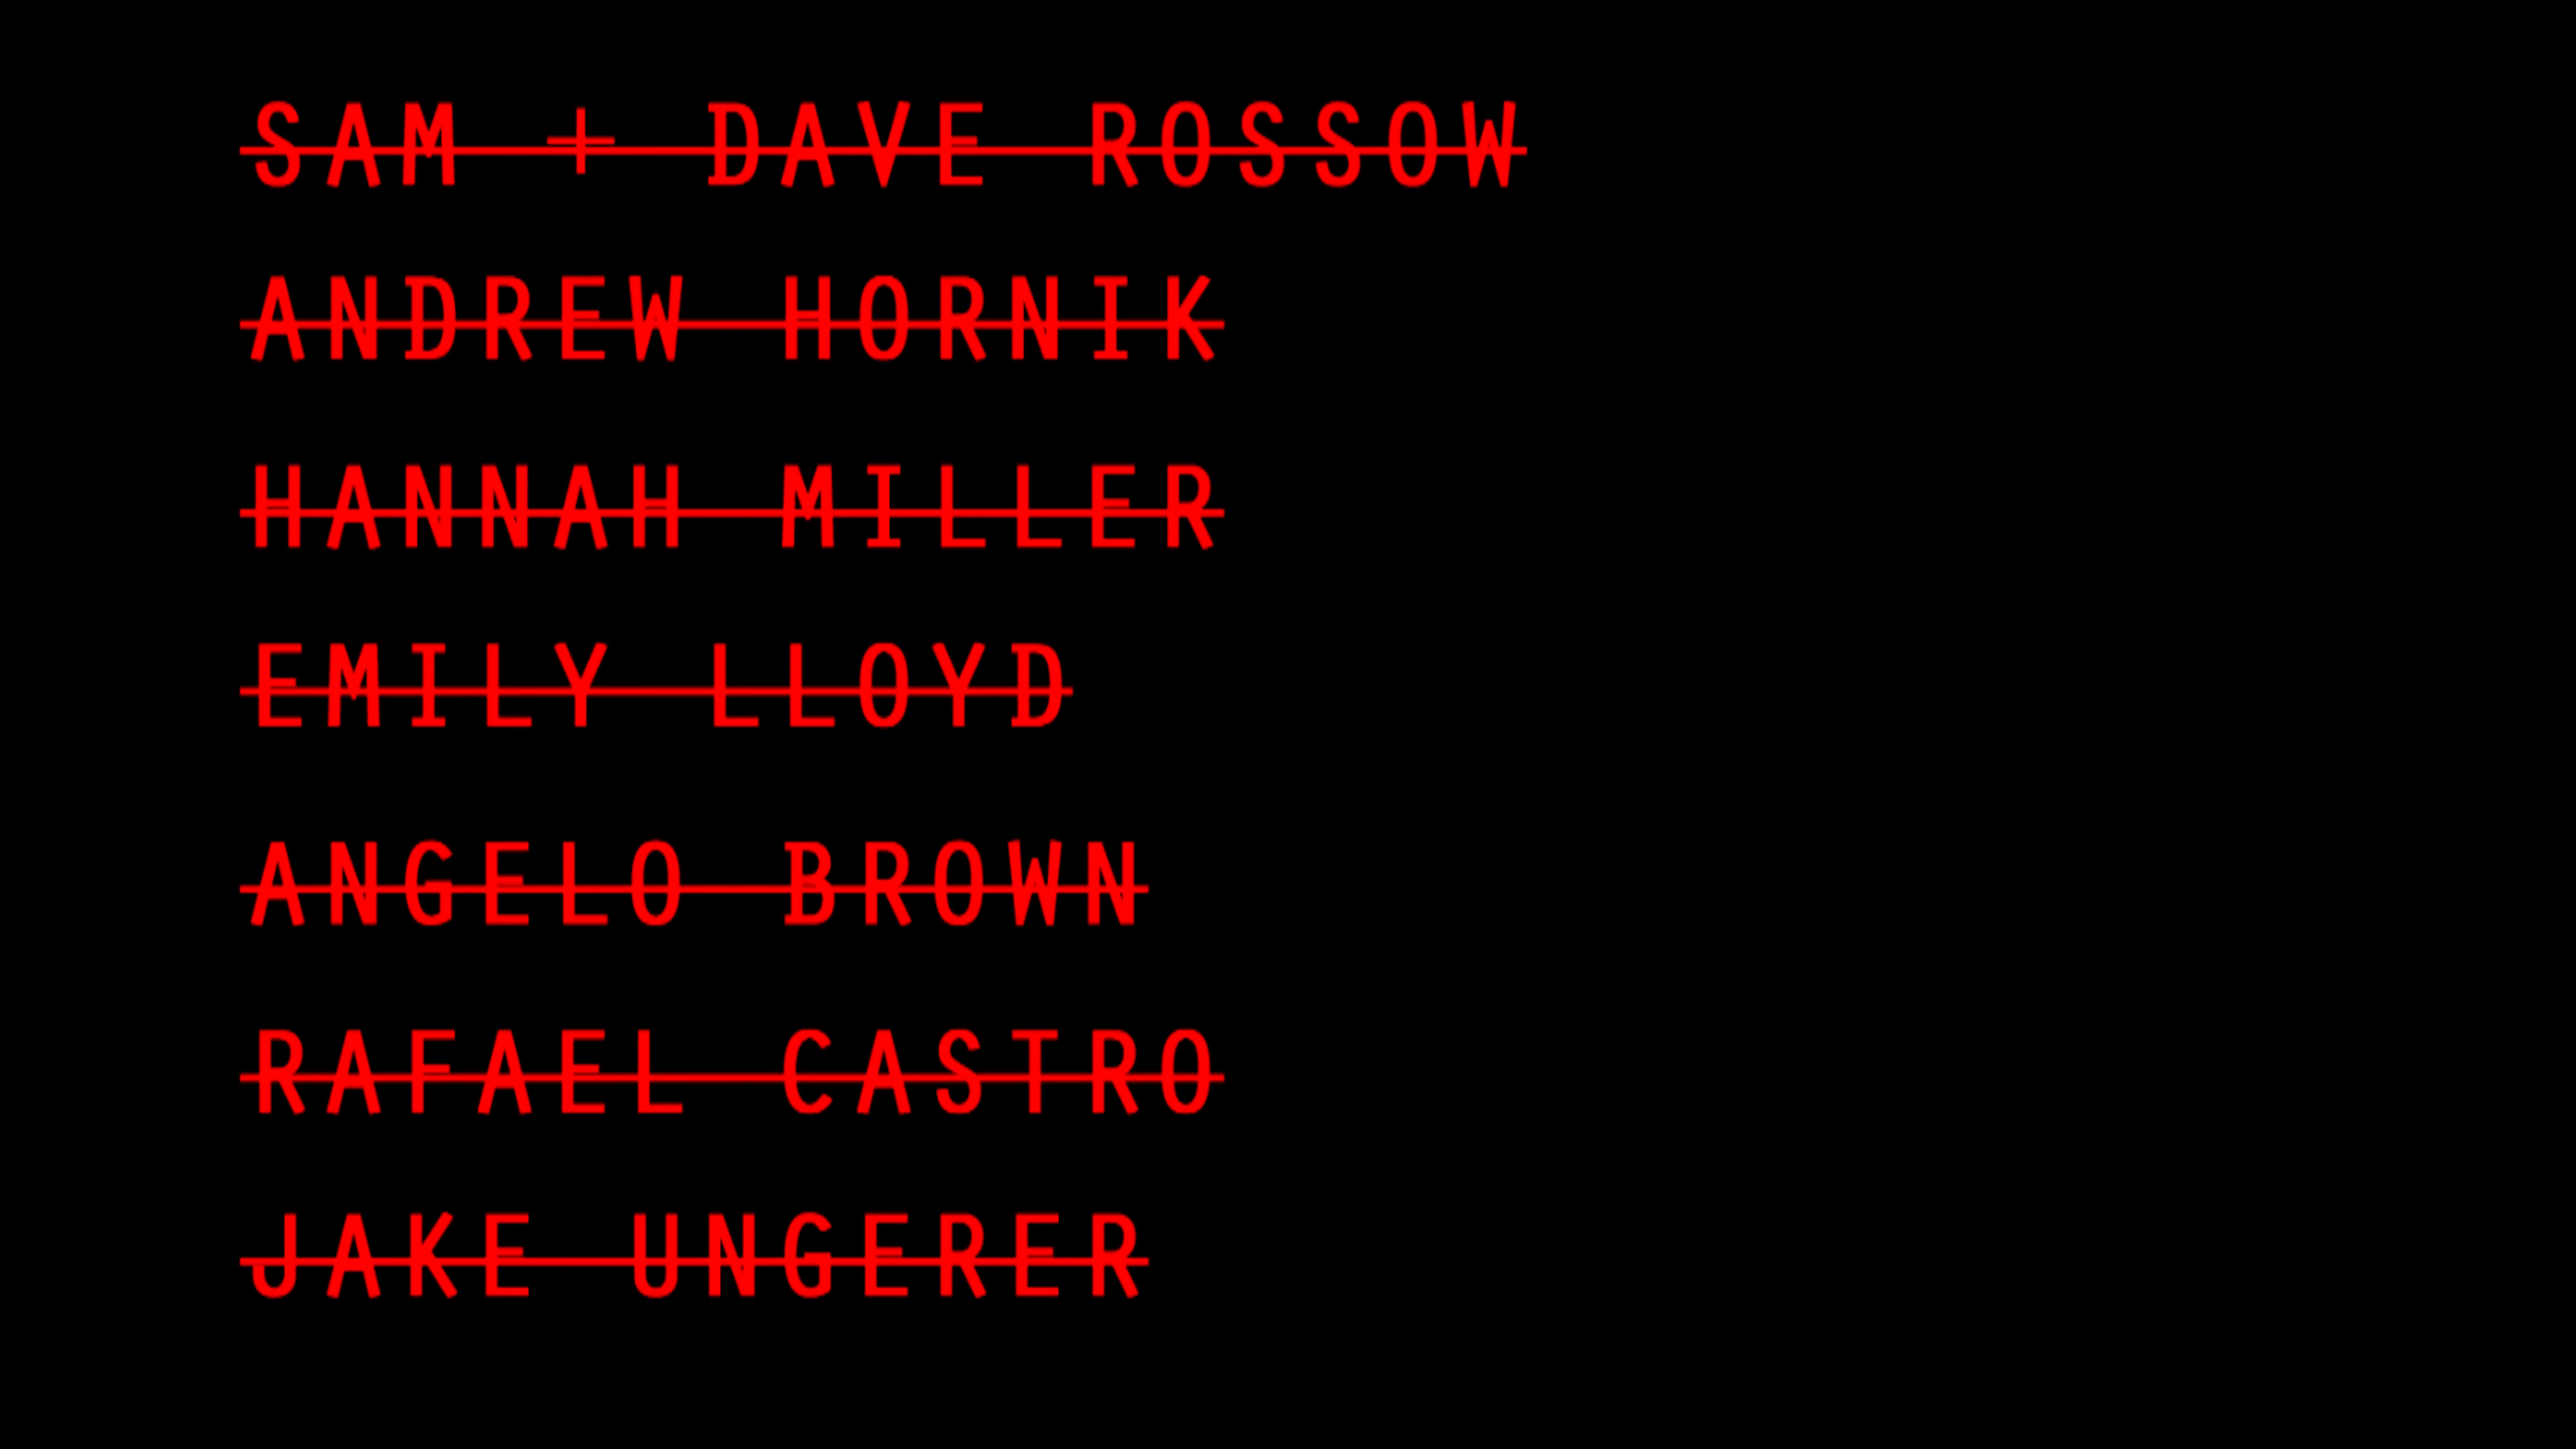 SAM + DAVE ROSSOW
ANDREW HORNIK
HANNAH MILLER
EMILY LLOYD
ANGELO BROWN
RAFAEL CASTRO
JAKE UNGERER